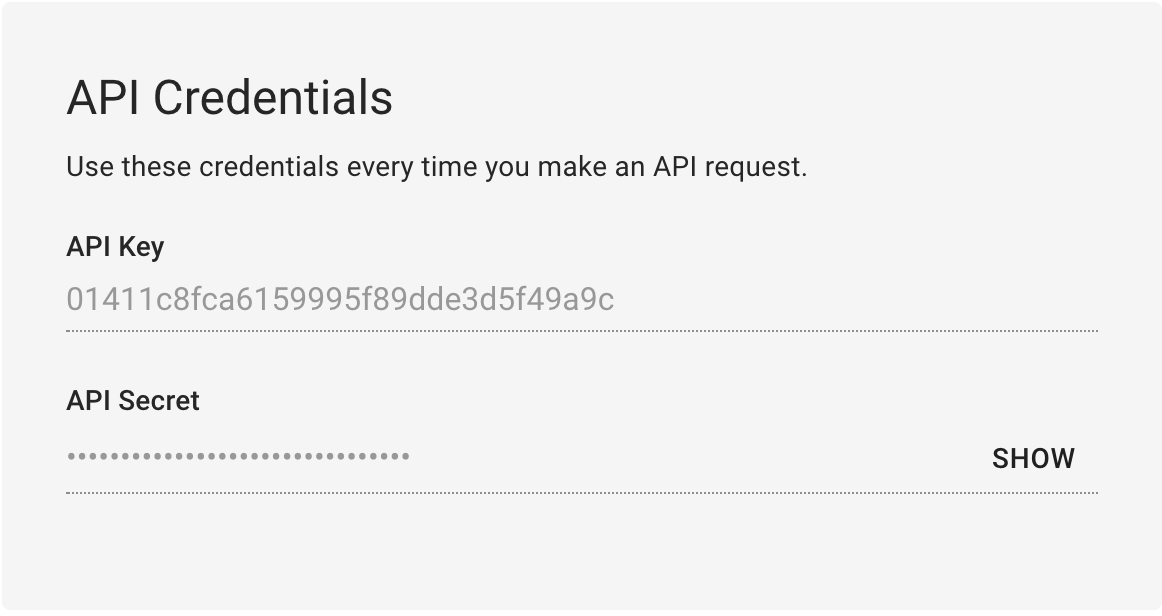 API Credentials
Use these credentials every time you make an API request.
API Key
01411c8fca6159995f89dde3d5f49a9c
API Secret
••••••••••••••••••••••••••••••••
SHOW